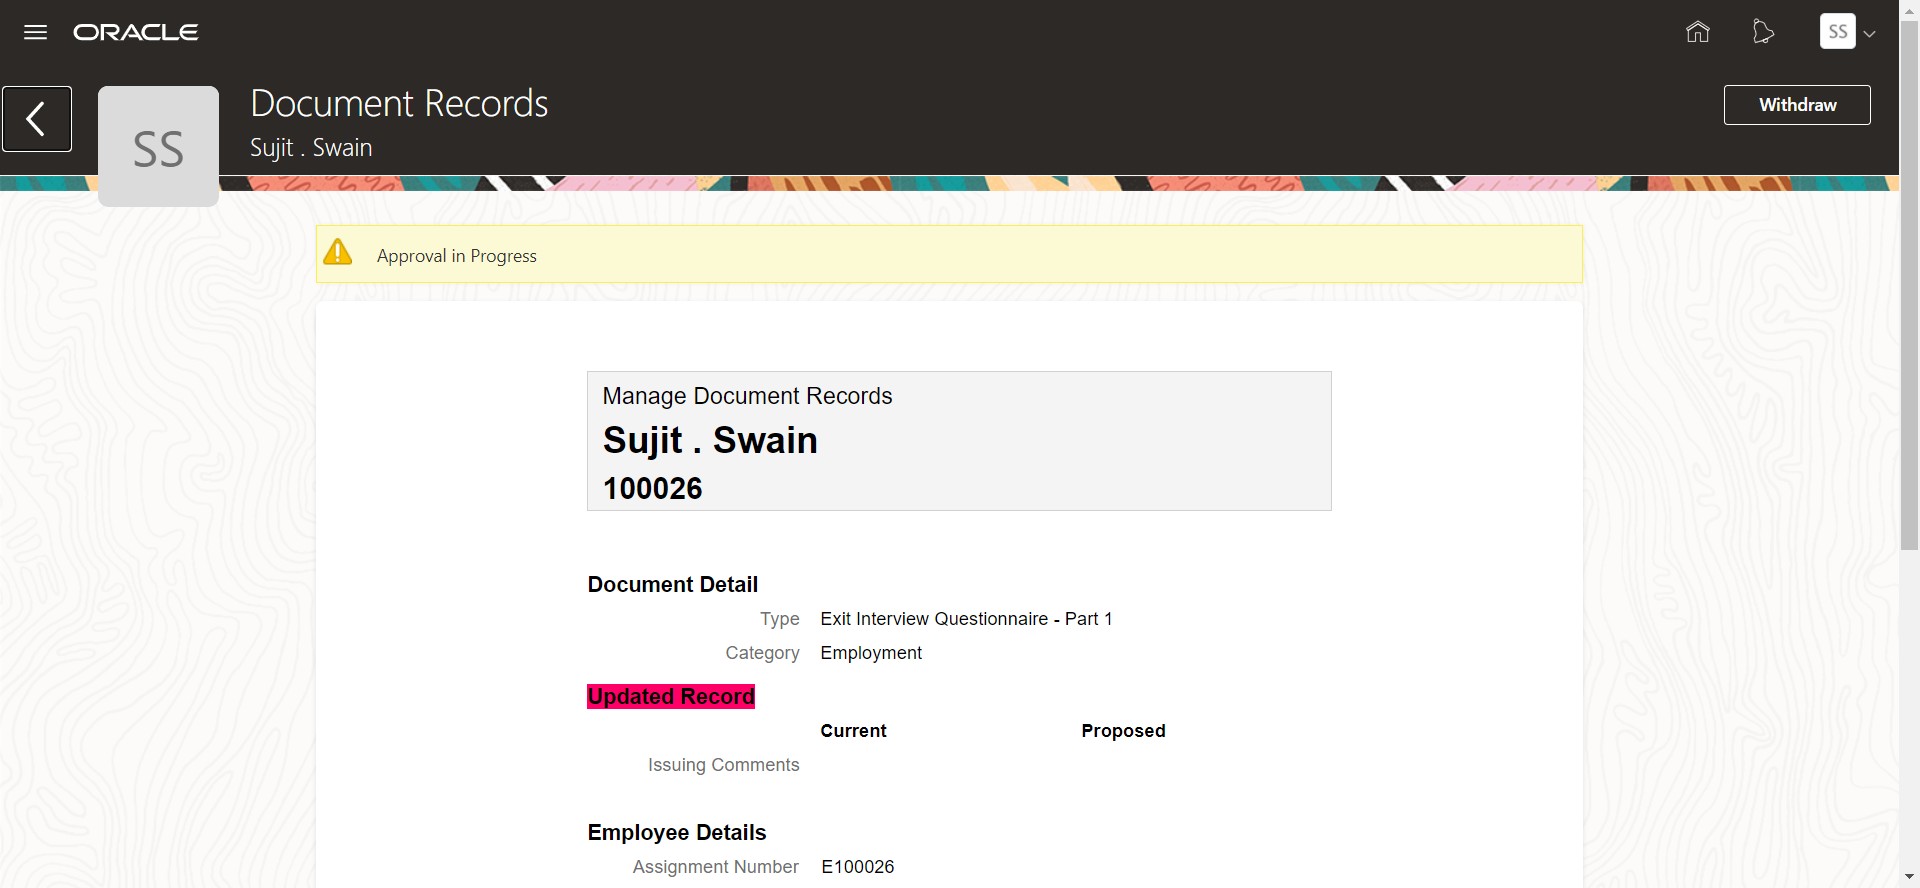 ORACLE
SS
Document Records
Withdraw
SS
Sujit . Swain
Approval in Progress
Manage Document Records
Sujit . Swain
100026
Document Detail
Type Exit Interview Questionnaire - Part 1
Category Employment
Updated Record
Current Proposed
Issuing Comments
Employee Details
Assignment Number E100026